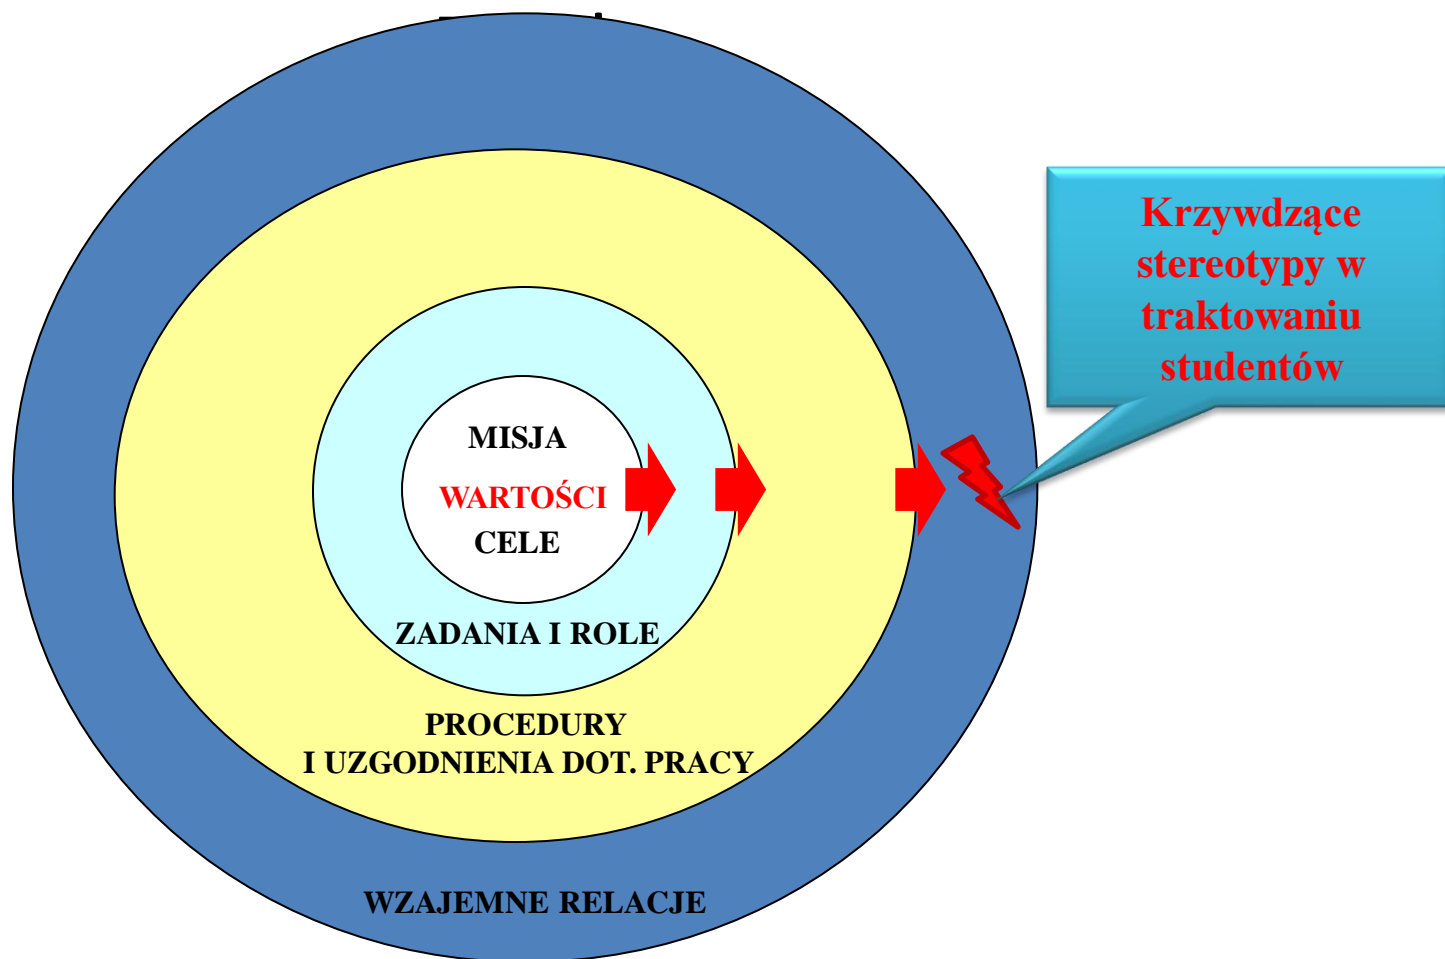 Krzywdzące
stereotypy w
traktowaniu
studentów
MISJA
WARTOŚCI
CELE
ZADANIA I ROLE
PROCEDURY
I UZGODNIENIA DOT. PRACY
WZAJEMNE RELACJE